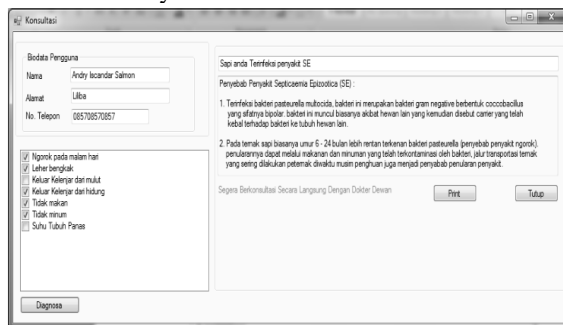 Konsultasi
Biodata Pengguna
Nama Andry Iscandar Salmon
Alamat Liliba
No. Telepon 085708570857
Ngorok pada malam hari
Leher bengkak
Keluar Kelenjar dari mulut
Keluar Kelenjar dari hidung
Tidak makan
Tidak minum
Suhu Tubuh Panas
Diagnosa
Sapi anda Terinfeksi penyakit SE
Penyebab Penyakit Septicaemia Epizootica (SE) :
1. Terinfeksi bakteri pasteurella multocida, bakteri ini merupakan bakteri gram negative berbentuk coccobacillus
yang sifatnya bipolar. bakteri ini muncul biasanya akibat hewan lain yang kemudian disebut carrier yang telah
kebal terhadap bakteri ke tubuh hewan lain.
2. Pada ternak sapi biasanya umur 6 - 24 bulan lebih rentan terkenan bakteri pasteurella (penyebab penyakit ngorok).
penularannya dapat melalui makanan dan minuman yang telah terkontaminasi oleh bakteri, jalur transportasi ternak
yang sering dilakukan peternak diwaktu musim penghuan juga menjadi penyabab penularan penyakit.
Segera Berkonsultasi Secara Langsung Dengan Dokter Dewan
Print
Tutup